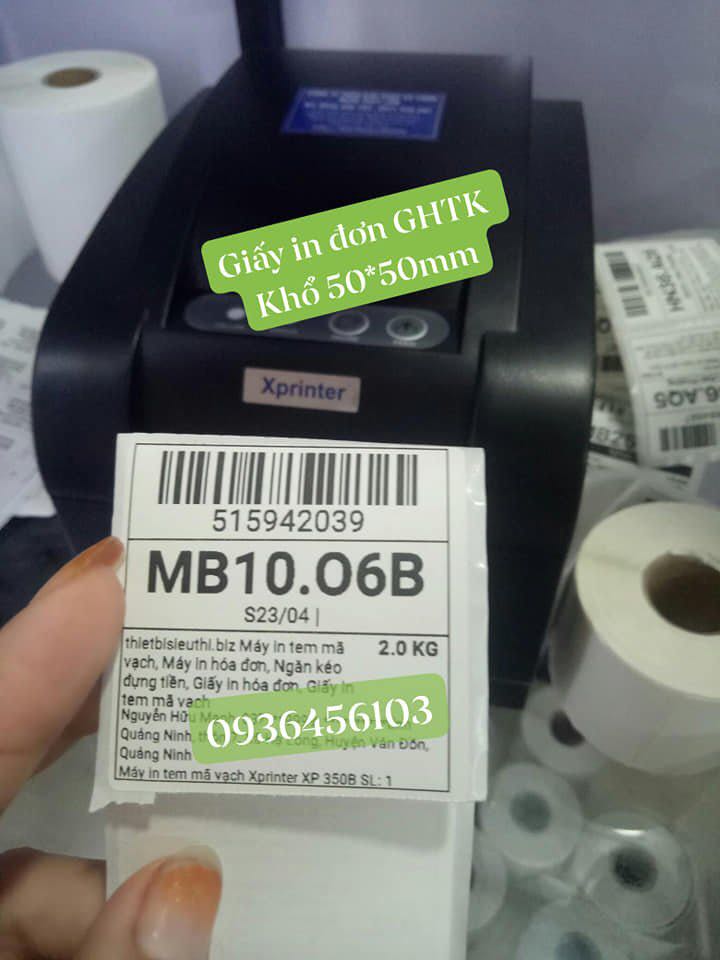 Giấy in đơn GHTK
Khổ 50*50mm
Xprinter
515942039
MB10.O6B
S23/04 |
thietbisieuthi.biz Máy in tem mã
vạch, Máy in hóa đơn, Ngăn kéo
đựng tiền, Giấy in hóa đơn, Giấy in
tem mã vạch
2.0 KG
Nguyễn Hữu
0936456103
Quảng Ninh, Huyện Vân Đồn,
Quảng Ninh
Máy in tem mã vạch Xprinter XP 350B SL: 1